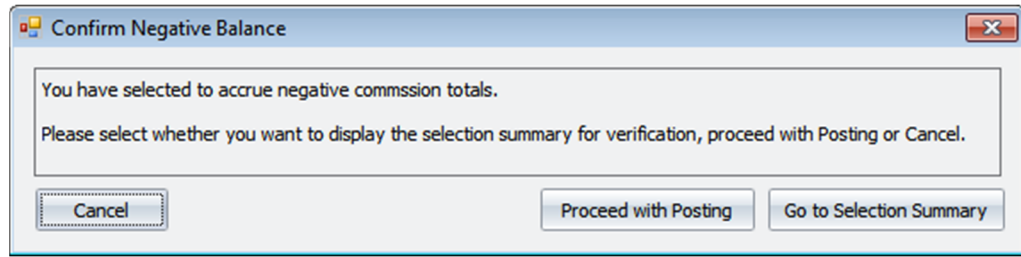 Confirm Negative Balance
You have selected to accrue negative commssion totals.
Please select whether you want to display the selection summary for verification, proceed with Posting or Cancel.
Cancel Proceed with Posting Go to Selection Summary